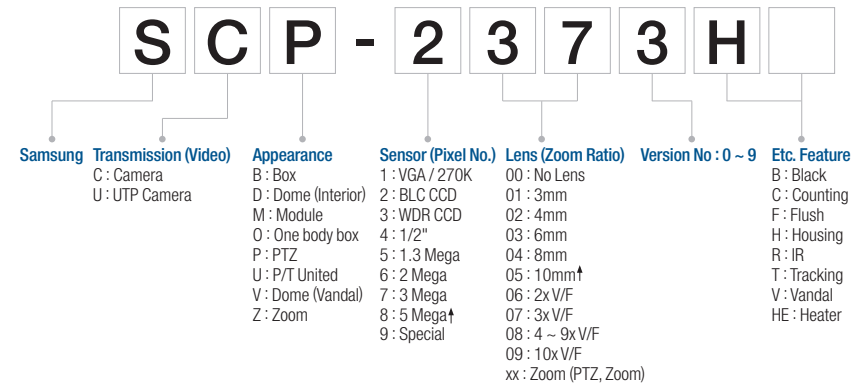 SCP-2373H
Samsung
Transmission (Video)
C : Camera
U : UTP Camera
Appearance
B : Box
D : Dome (Interior)
M : Module
O : One body box
P : PTZ
U : P/T United
V : Dome (Vandal)
Z : Zoom
Sensor (Pixel No.)
1 : VGA / 270K
2 : BLC CCD
3 : WDR CCD
4 : 1/2"
5 : 1.3 Mega
6 : 2 Mega
7 : 3 Mega
8 : 5 Mega↑
9 : Special
Lens (Zoom Ratio)
00 : No Lens
01 : 3mm
02 : 4mm
03 : 6mm
04 : 8mm
05 : 10mm↑
06 : 2x V/F
07 : 3x V/F
08 : 4 ~ 9x V/F
09 : 10x V/F
xx : Zoom (PTZ, Zoom)
Version No : 0 ~ 9
Etc. Feature
B : Black
C : Counting
F : Flush
H : Housing
R : IR
T : Tracking
V : Vandal
HE : Heater